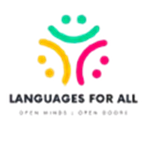 LANGUAGES FOR ALL
OPEN MINDS | OPEN DOORS